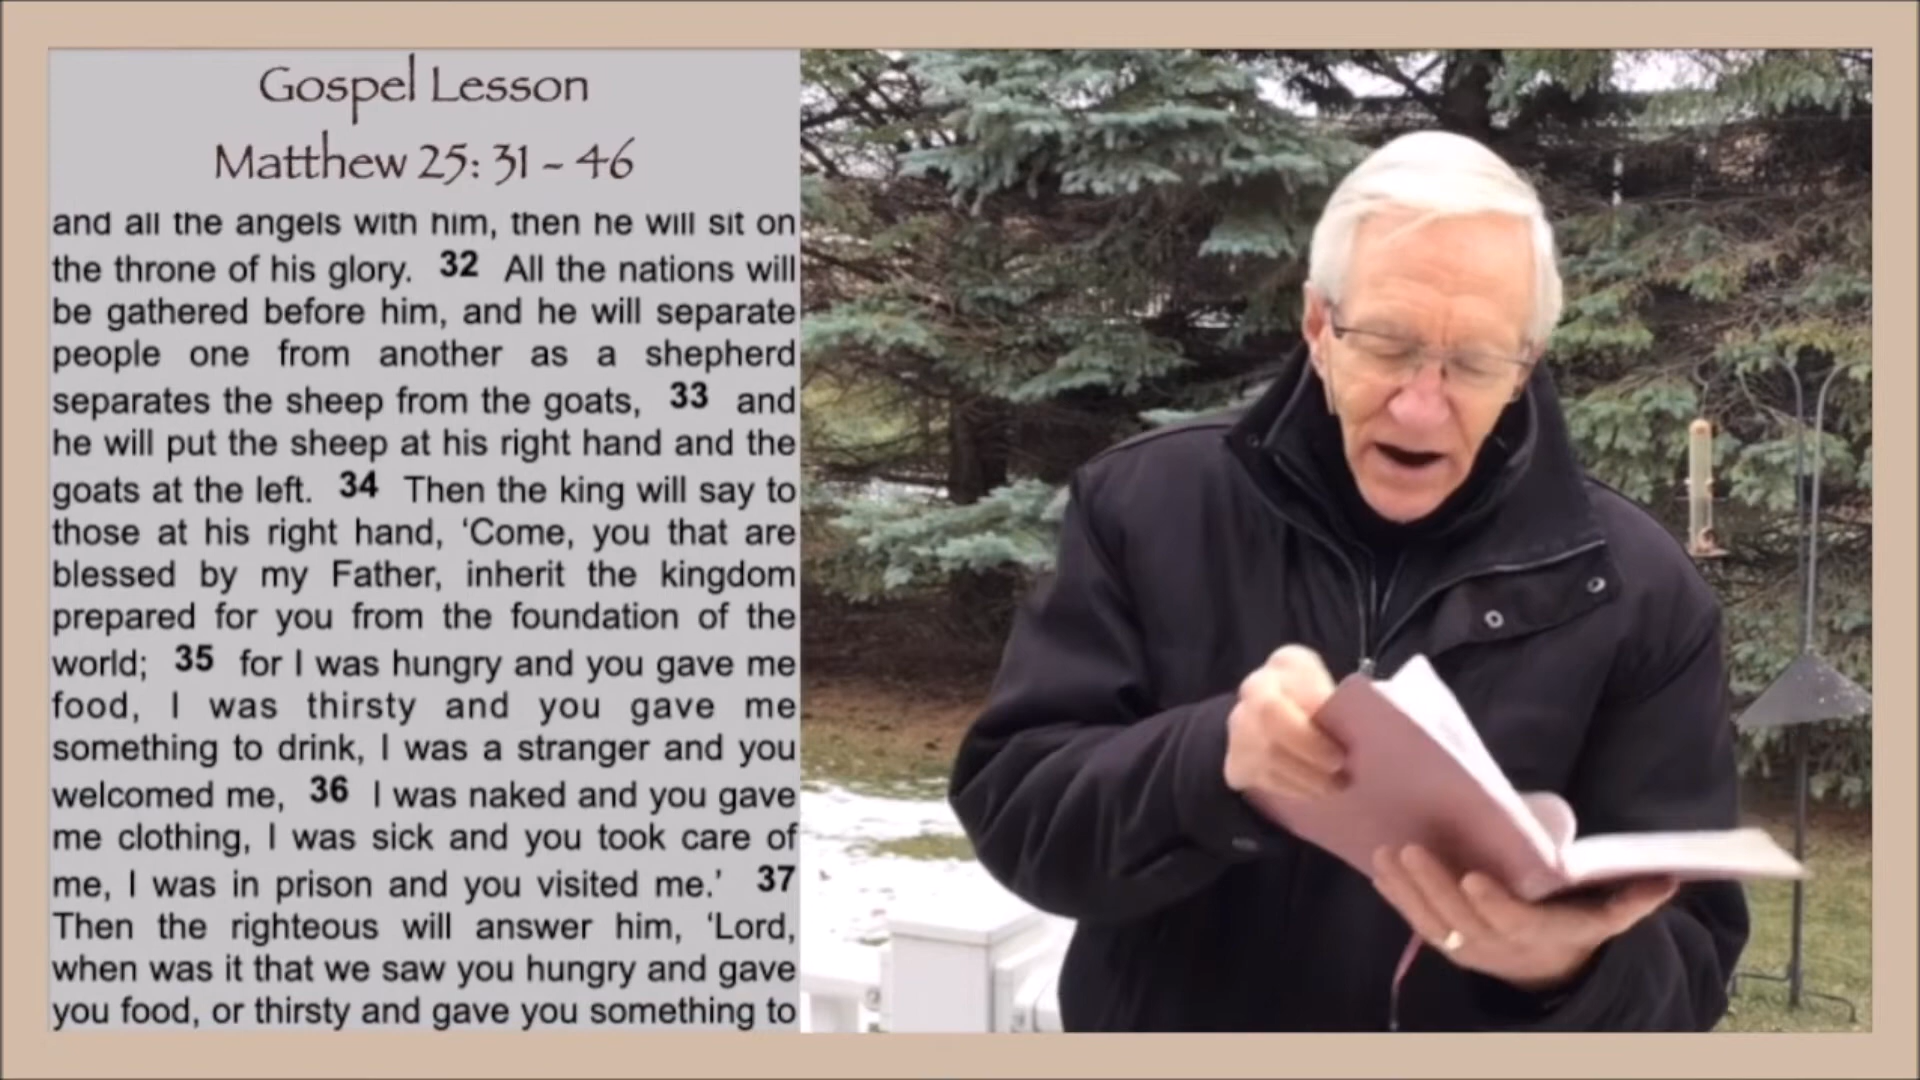 Gospel Lesson
Matthew 25: 31 - 46
and all the angels with him, then he will sit on
the throne of his glory. 32 All the nations will
be gathered before him, and he will separate
people one from another as a shepherd
separates the sheep from the goats, 33 and
he will put the sheep at his right hand and the
goats at the left. 34 Then the king will say to
those at his right hand, ‘Come, you that are
blessed by my Father, inherit the kingdom
prepared for you from the foundation of the
world; 35 for I was hungry and you gave me
food, I was thirsty and you gave me
something to drink, I was a stranger and you
welcomed me, 36 I was naked and you gave
me clothing, I was sick and you took care of
me, I was in prison and you visited me.’ 37
Then the righteous will answer him, ‘Lord,
when was it that we saw you hungry and gave
you food, or thirsty and gave you something to